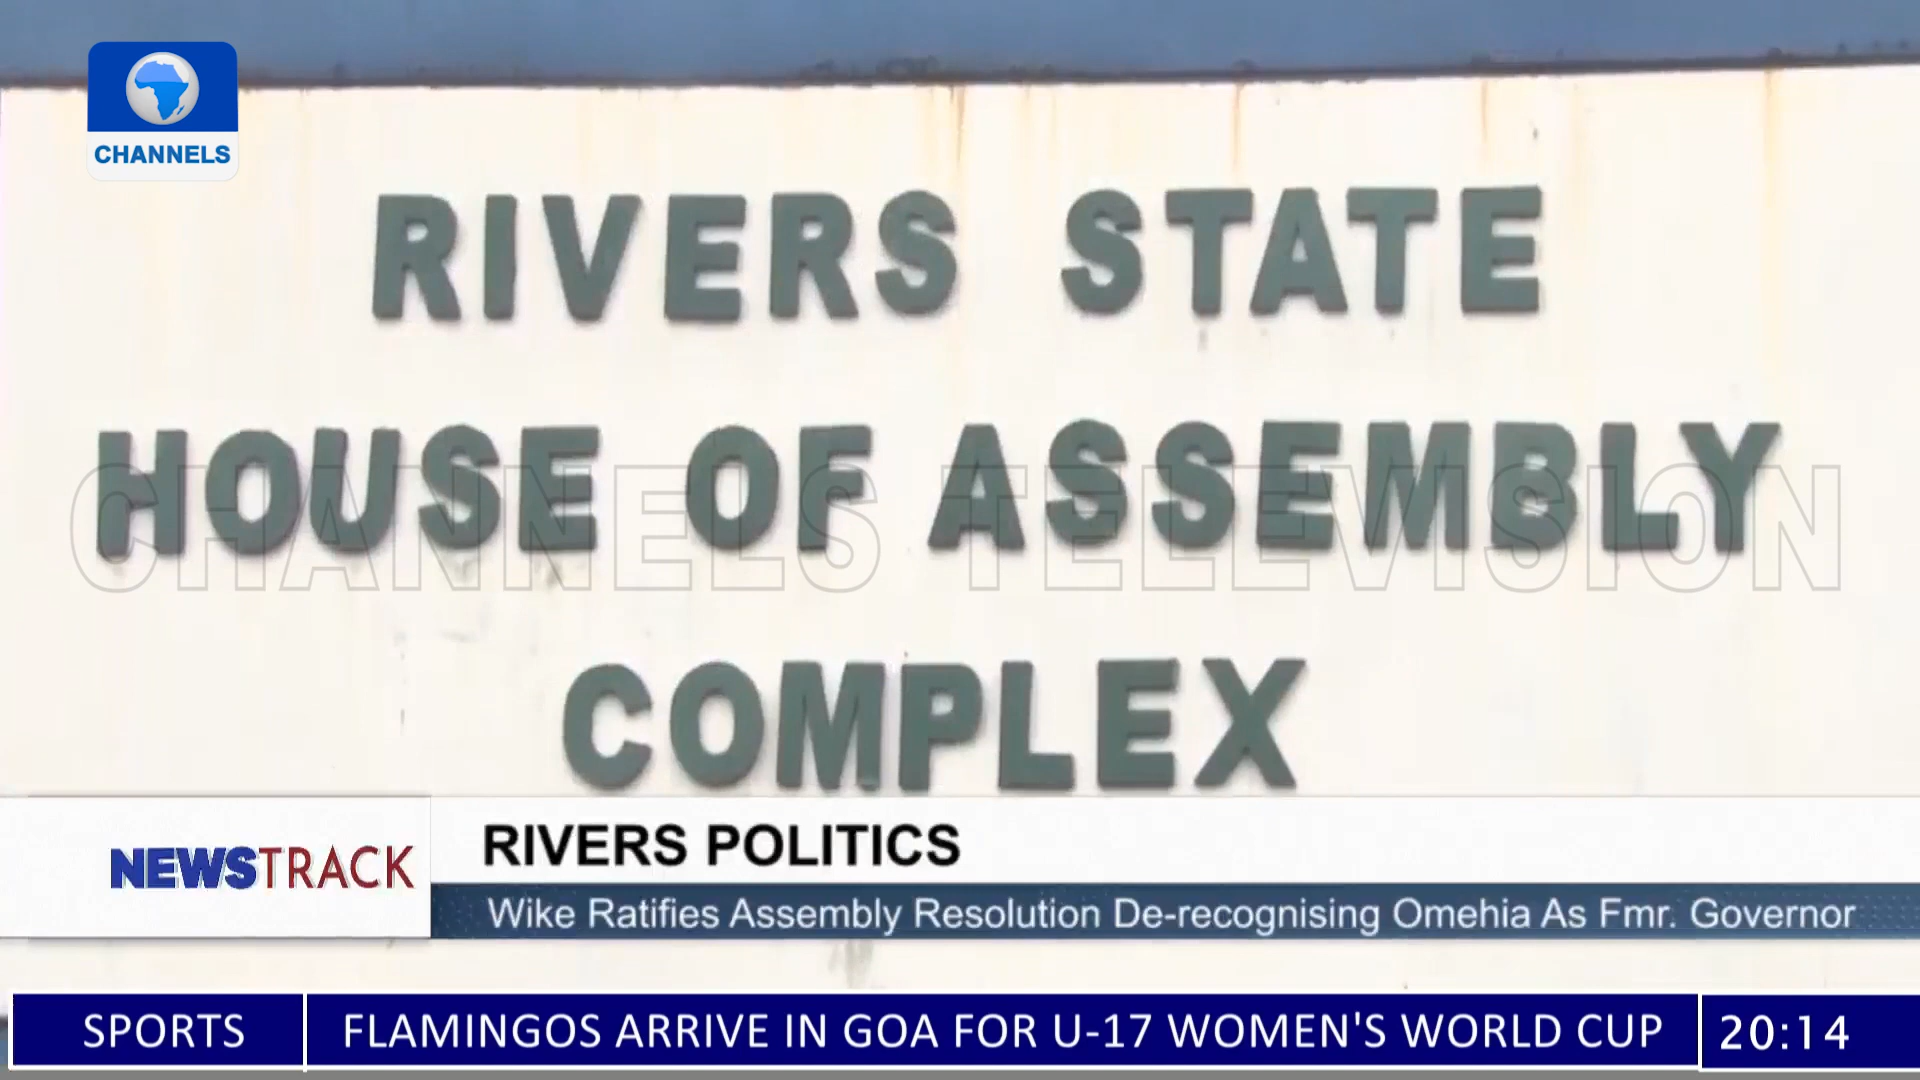 CHANNELS
RIVERS STATE
HOUSE OF ASSEMBLY
CHANNELS TELEVISION
COMPLEX
NEWSTRACK
RIVERS POLITICS
Wike Ratifies Assembly Resolution De-recognising Omehia As Fmr. Governor
SPORTS
FLAMINGOS ARRIVE IN GOA FOR U-17 WOMEN'S WORLD CUP
20:14